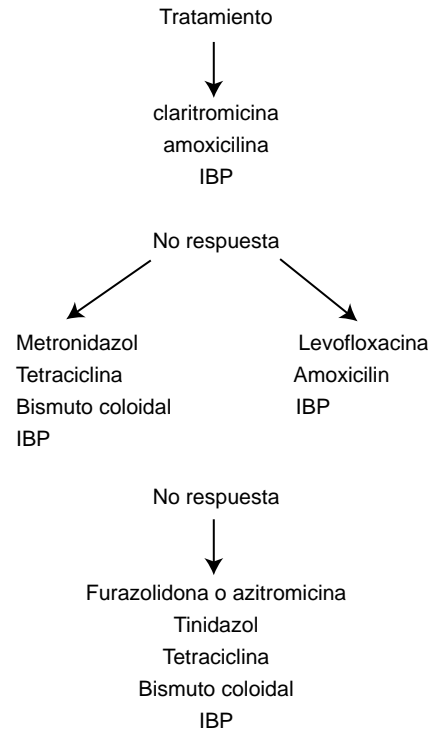 Tratamiento
claritromicina
amoxicilina
IBP
No respuesta
Metronidazol
Tetraciclina
Bismuto coloidal
IBP
Levofloxacina
Amoxicilin
IBP
No respuesta
Furazolidona o azitromicina
Tinidazol
Tetraciclina
Bismuto coloidal
IBP